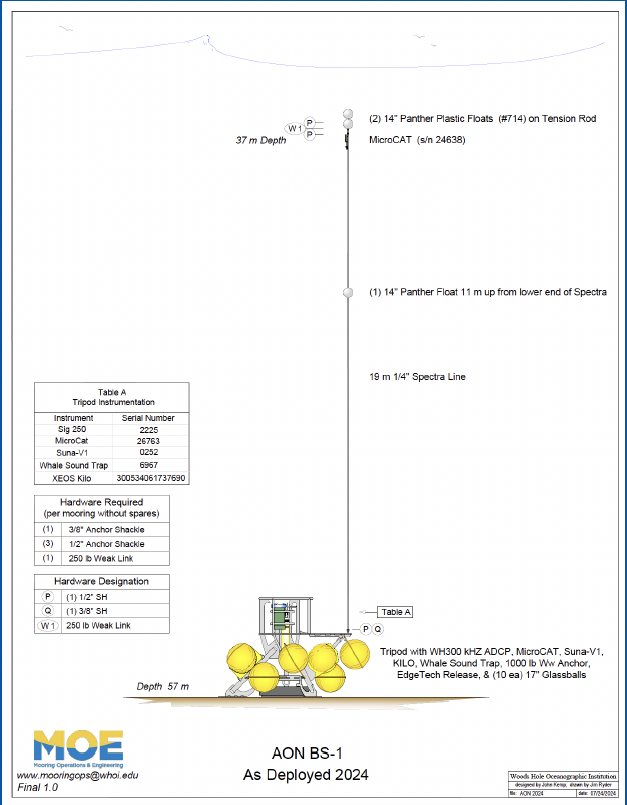 (2) 14" Panther Plastic Floats (#714) on Tension Rod
P
W 1
P
37 m Depth
MicroCAT (s/n 24638)
(1) 14" Panther Float 11 m up from lower end of Spectra
19 m 1/4" Spectra Line
Table A
Tripod Instrumentation
Instrument Serial Number
Sig 250 2225
MicroCat 26763
Suna-V1 0252
Whale Sound Trap 6967
XEOS Kilo 300534061737690
Hardware Required
(per mooring without spares)
(1) 3/8" Anchor Shackle
(3) 1/2" Anchor Shackle
(1) 250 lb Weak Link
Hardware Designation
P (1) 1/2" SH
Q (1) 3/8" SH
W 1 250 lb Weak Link
Table A
P Q
Tripod with WH300 kHZ ADCP, MicroCAT, Suna-V1,
KILO, Whale Sound Trap, 1000 lb Ww Anchor,
EdgeTech Release, & (10 ea) 17" Glassballs
Depth 57 m
MOE
Mooring Operations & Engineering
www.mooringops@whoi.edu
Final 1.0
AON BS-1
As Deployed 2024
Woods Hole Oceanographic Institution
designed by John Kemp, drawn by Jim Ryder
file: AON 2024 date: 07/24/2024